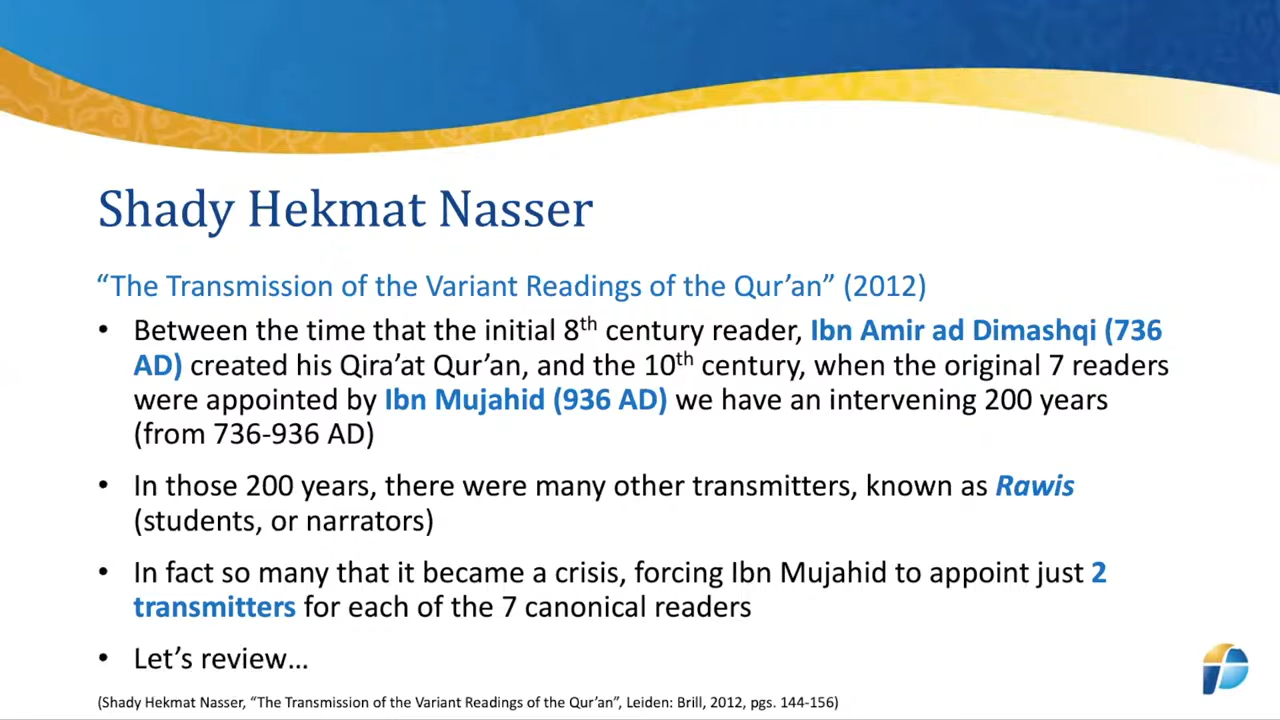 Shady Hekmat Nasser
“The Transmission of the Variant Readings of the Qur’an” (2012)
• Between the time that the initial 8th century reader, Ibn Amir ad Dimashqi (736
AD) created his Qira’at Qur’an, and the 10th century, when the original 7 readers
were appointed by Ibn Mujahid (936 AD) we have an intervening 200 years
(from 736-936 AD)
• In those 200 years, there were many other transmitters, known as Rawis
(students, or narrators)
• In fact so many that it became a crisis, forcing Ibn Mujahid to appoint just 2
transmitters for each of the 7 canonical readers
• Let’s review…
(Shady Hekmat Nasser, “The Transmission of the Variant Readings of the Qur’an”, Leiden: Brill, 2012, pgs. 144-156)